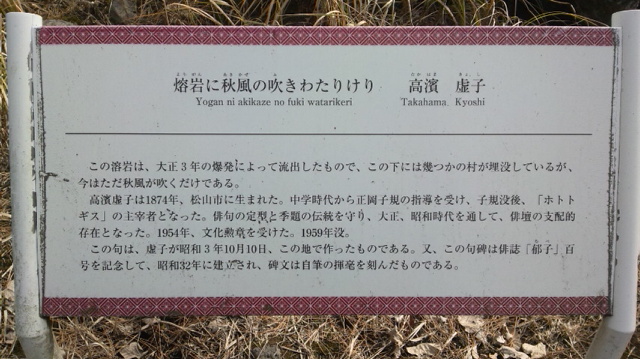 熔岩に秋風の吹きわたりけり　高濱　虚子
Yogan ni akikaze no fuki watarikeri　Takahama Kyoshi
この溶岩は、大正３年の爆発によって流出したもので、この下には幾つかの村が埋没しているが、
今はただ秋風が吹くだけである。
高濱虚子は1874年、松山市に生まれた。中学時代から正岡子規の指導を受け、子規没後、「ホトト
ギス」の主宰者となった。俳句の定型と季題の伝統を守り、大正、昭和時代を通して、俳壇の支配的
存在となった。1954年、文化勲章を受けた。1959年没。
この句は、虚子が昭和３年10月10日、この地で作ったものである。又、この句碑は俳誌「郁子」百
号を記念して、昭和32年に建立され、碑文は自筆の揮毫を刻んだものである。